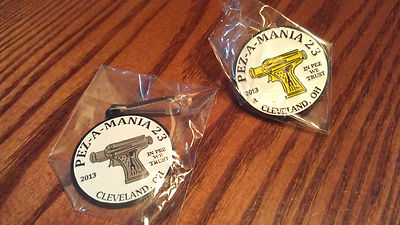 PEZ-A-MANIA 23
2013
IN PEZ
WE
TRUST
CLEVELAND, OH
PEZ-A-MANIA 23
2013
IN PEZ
WE
TRUST
CLEVELAND, OH